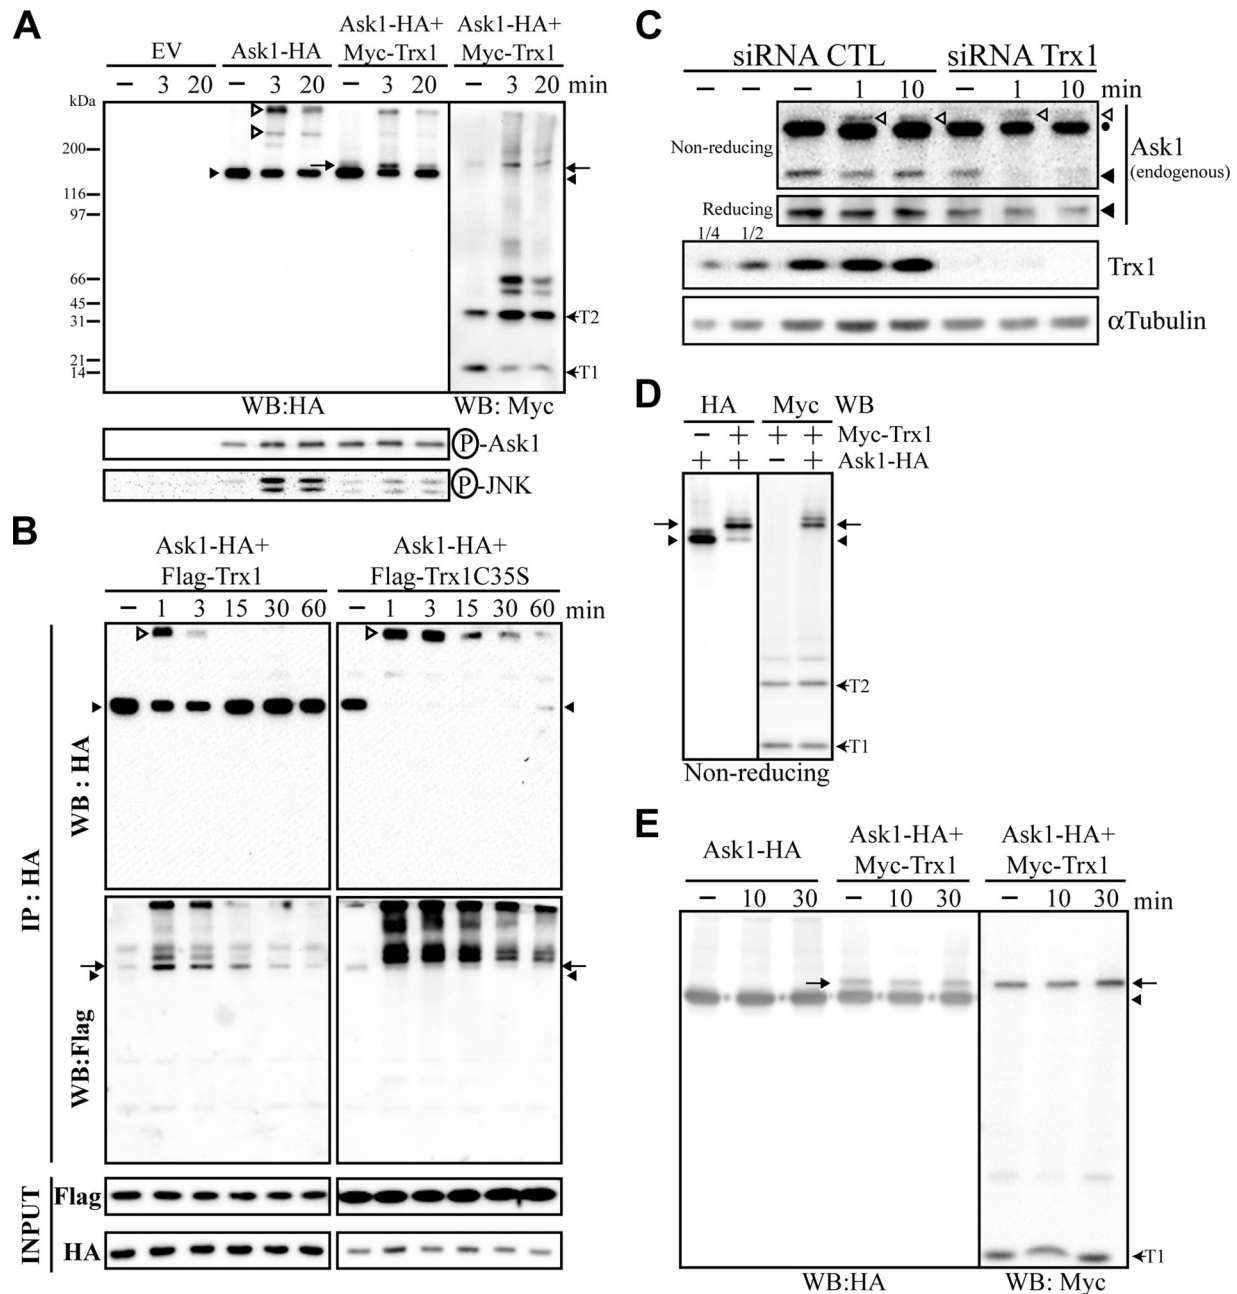 A
Ask1-HA+ Ask1-HA+
EV Ask1-HA Myc-Trx1 Myc-Trx1
– 3 20 – 3 20 – 3 20 – 3 20 min
kDa
200
116
97
66
45
31
21
14
T2
T1
WB:HA WB: Myc
P-Ask1
P-JNK
B
Ask1-HA+ Ask1-HA+
Flag-Trx1 Flag-Trx1C35S
– 1 3 15 30 60 – 1 3 15 30 60 min
IP : HA
WB : HA
WB:Flag
INPUT
Flag
HA
C
siRNA CTL siRNA Trx1
– 1 10 – 1 10 min
Non-reducing
Ask1
(endogenous)
Reducing
1/4 1/2
Trx1
αTubulin
D
HA Myc WB
– + + + Myc-Trx1
+ + – + Ask1-HA
T2
T1
Non-reducing
E
Ask1-HA+ Ask1-HA+
Ask1-HA Myc-Trx1 Myc-Trx1
– 10 30 – 10 30 – 10 30 min
T1
WB:HA WB: Myc